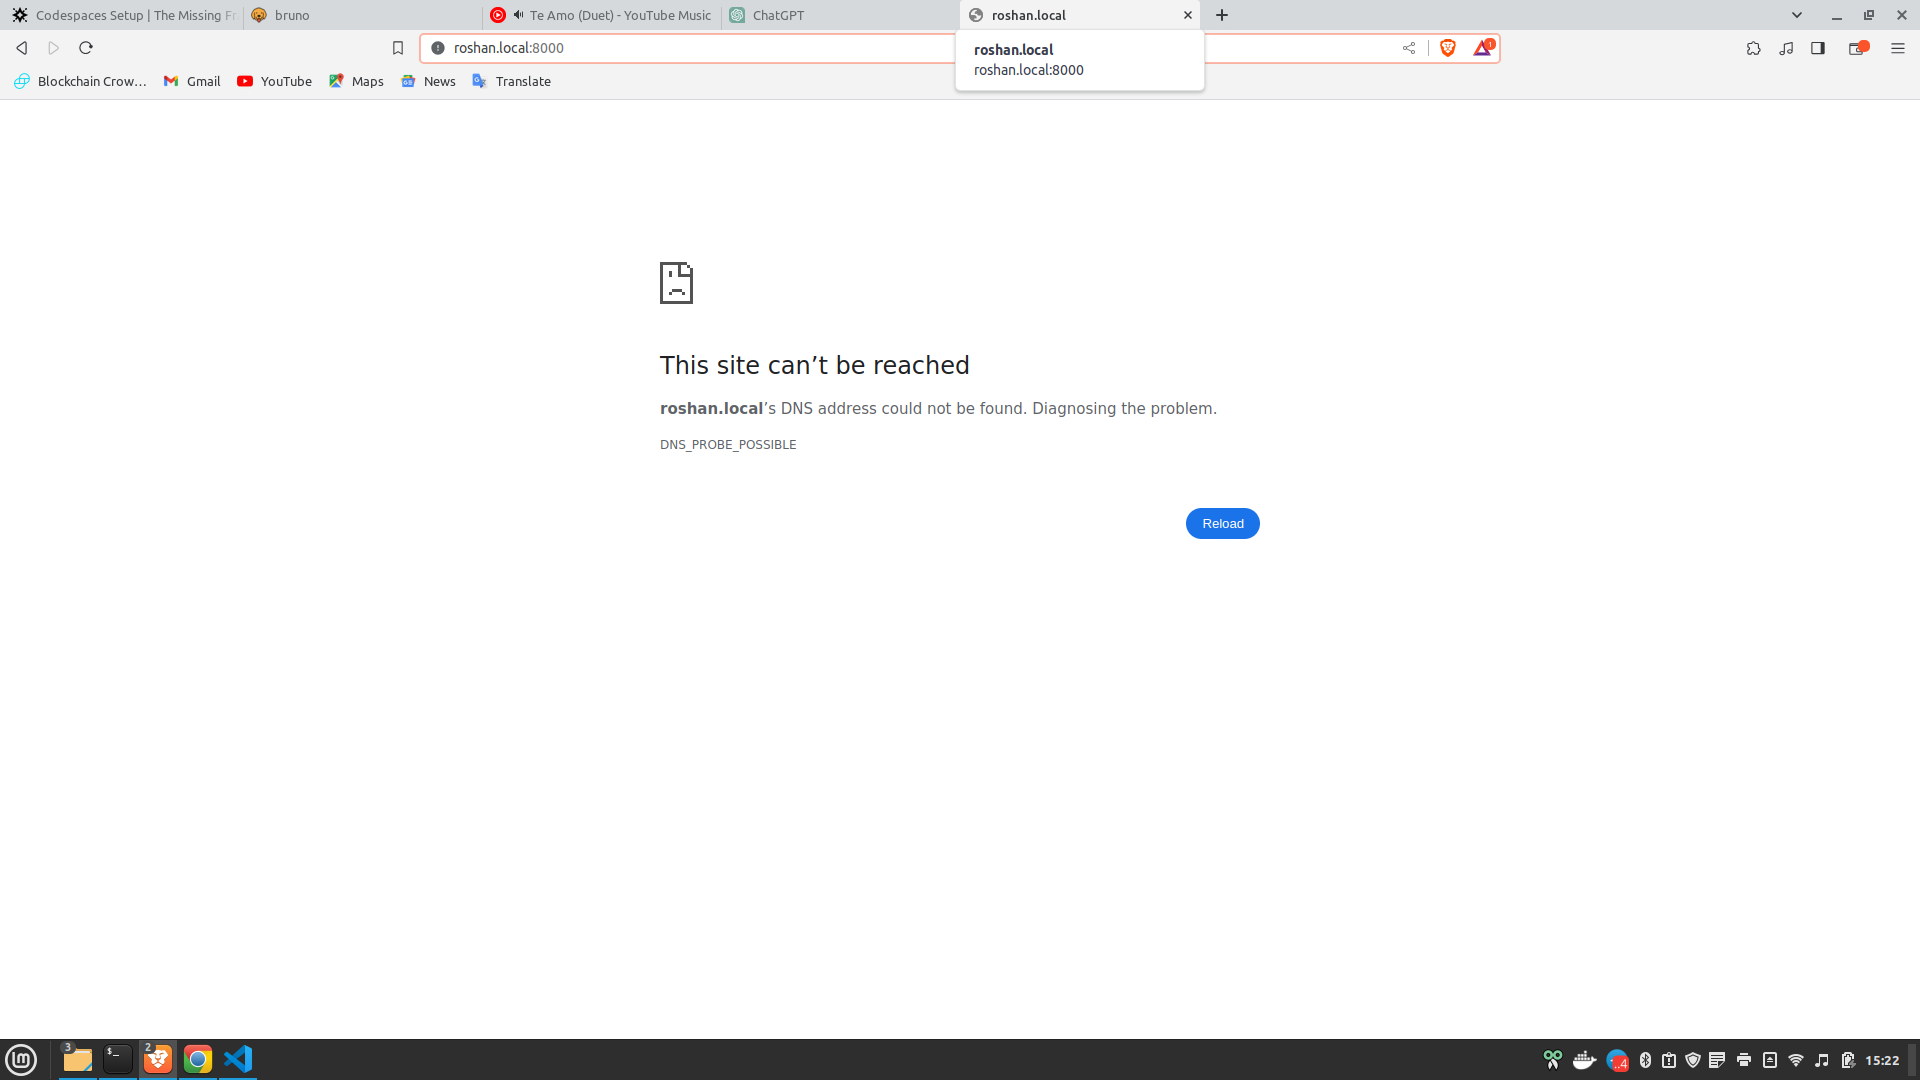 Codespaces Setup | The Missing Fr
bruno
Te Amo (Duet) - YouTube Music
ChatGPT
roshan.local
roshan.local:8000
roshan.local
roshan.local:8000
1
Blockchain Crow...
Gmail
YouTube
Maps
News
Translate
This site can’t be reached
roshan.local’s DNS address could not be found. Diagnosing the problem.
DNS_PROBE_POSSIBLE
Reload
3
$_
2
..4
15:22